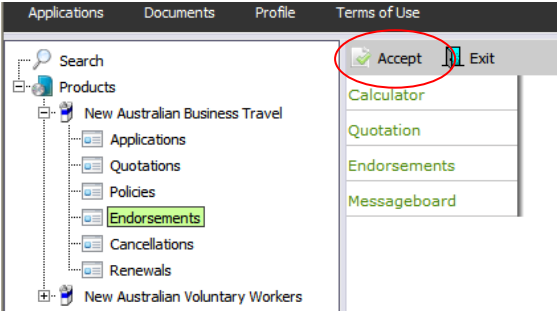 Applications Documents Profile Terms of Use
Search
Products
New Australian Business Travel
Applications
Quotations
Policies
Endorsements
Cancellations
Renewals
New Australian Voluntary Workers
Accept Exit
Calculator
Quotation
Endorsements
Messageboard